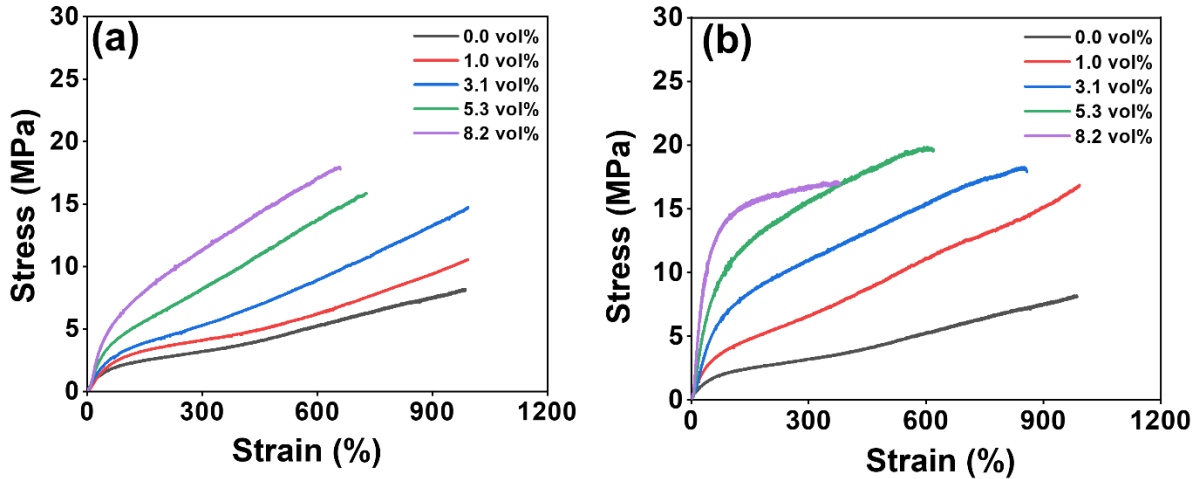 (a)
Stress (MPa)
30
25
20
15
10
5
0
0 300 600 900 1200
Strain (%)
0.0 vol%
1.0 vol%
3.1 vol%
5.3 vol%
8.2 vol%
(b)
Stress (MPa)
30
25
20
15
10
5
0
0 300 600 900 1200
Strain (%)
0.0 vol%
1.0 vol%
3.1 vol%
5.3 vol%
8.2 vol%